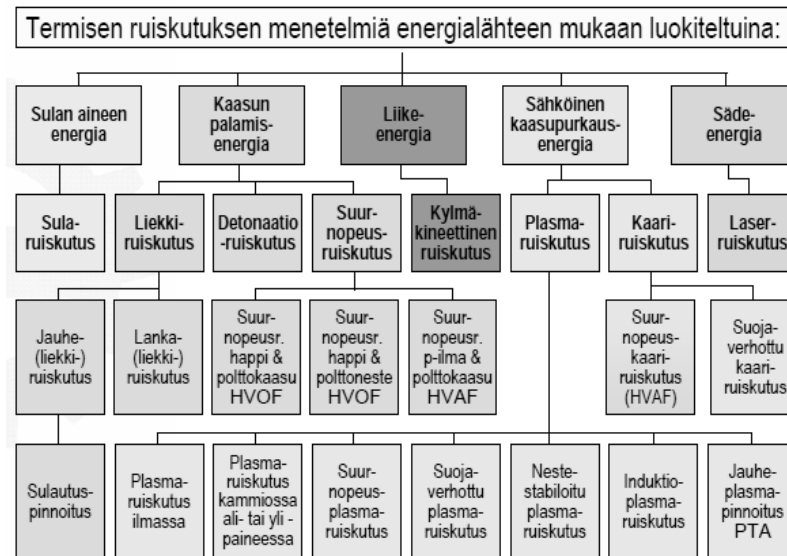 Termisen ruiskutuksen menetelmiä energialähteen mukaan luokiteltuina:
Sulan aineen
energia
Kaasun
palamis-
energia
Liike-
energia
Sähköinen
kaasupurkaus-
energia
Säde-
energia
Sula-
ruiskutus
Liekki-
ruiskutus
Detonaatio
-ruiskutus
Suur-
nopeus-
ruiskutus
Kylmä-
kineettinen
ruiskutus
Plasma-
ruiskutus
Kaari-
ruiskutus
Laser-
ruiskutus
Jauhe-
(liekki-)
ruiskutus
Lanka-
(liekki-)
ruiskutus
Suur-
nopeusr.
happi &
polttokaasu
HVOF
Suur-
nopeusr.
happi &
polttoneste
HVOF
Suur-
nopeusr.
p-ilma &
polttokaasu
HVAF
Suur-
nopeus-
kaari-
ruiskutus
(HVAF)
Suoja-
verhottu
kaari-
ruiskutus
Sulautus-
pinnoitus
Plasma-
ruiskutus
ilmassa
Plasma-
ruiskutus
kammiossa
ali- tai yli -
paineessa
Suur-
nopeus-
plasma-
ruiskutus
Suoja-
verhottu
plasma-
ruiskutus
Neste-
stabiloitu
plasma-
ruiskutus
Induktio-
plasma-
ruiskutus
Jauhe-
plasma-
pinnoitus
PTA